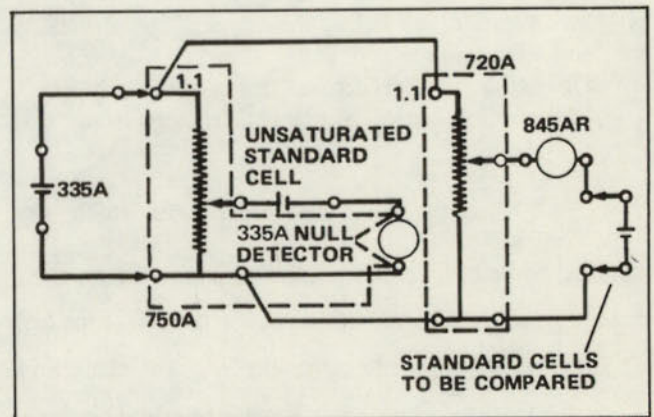 720A
1.1
1.1
845AR
UNSATURATED
STANDARD
CELL
335A
335A NULL
DETECTOR
750A
STANDARD CELLS
TO BE COMPARED